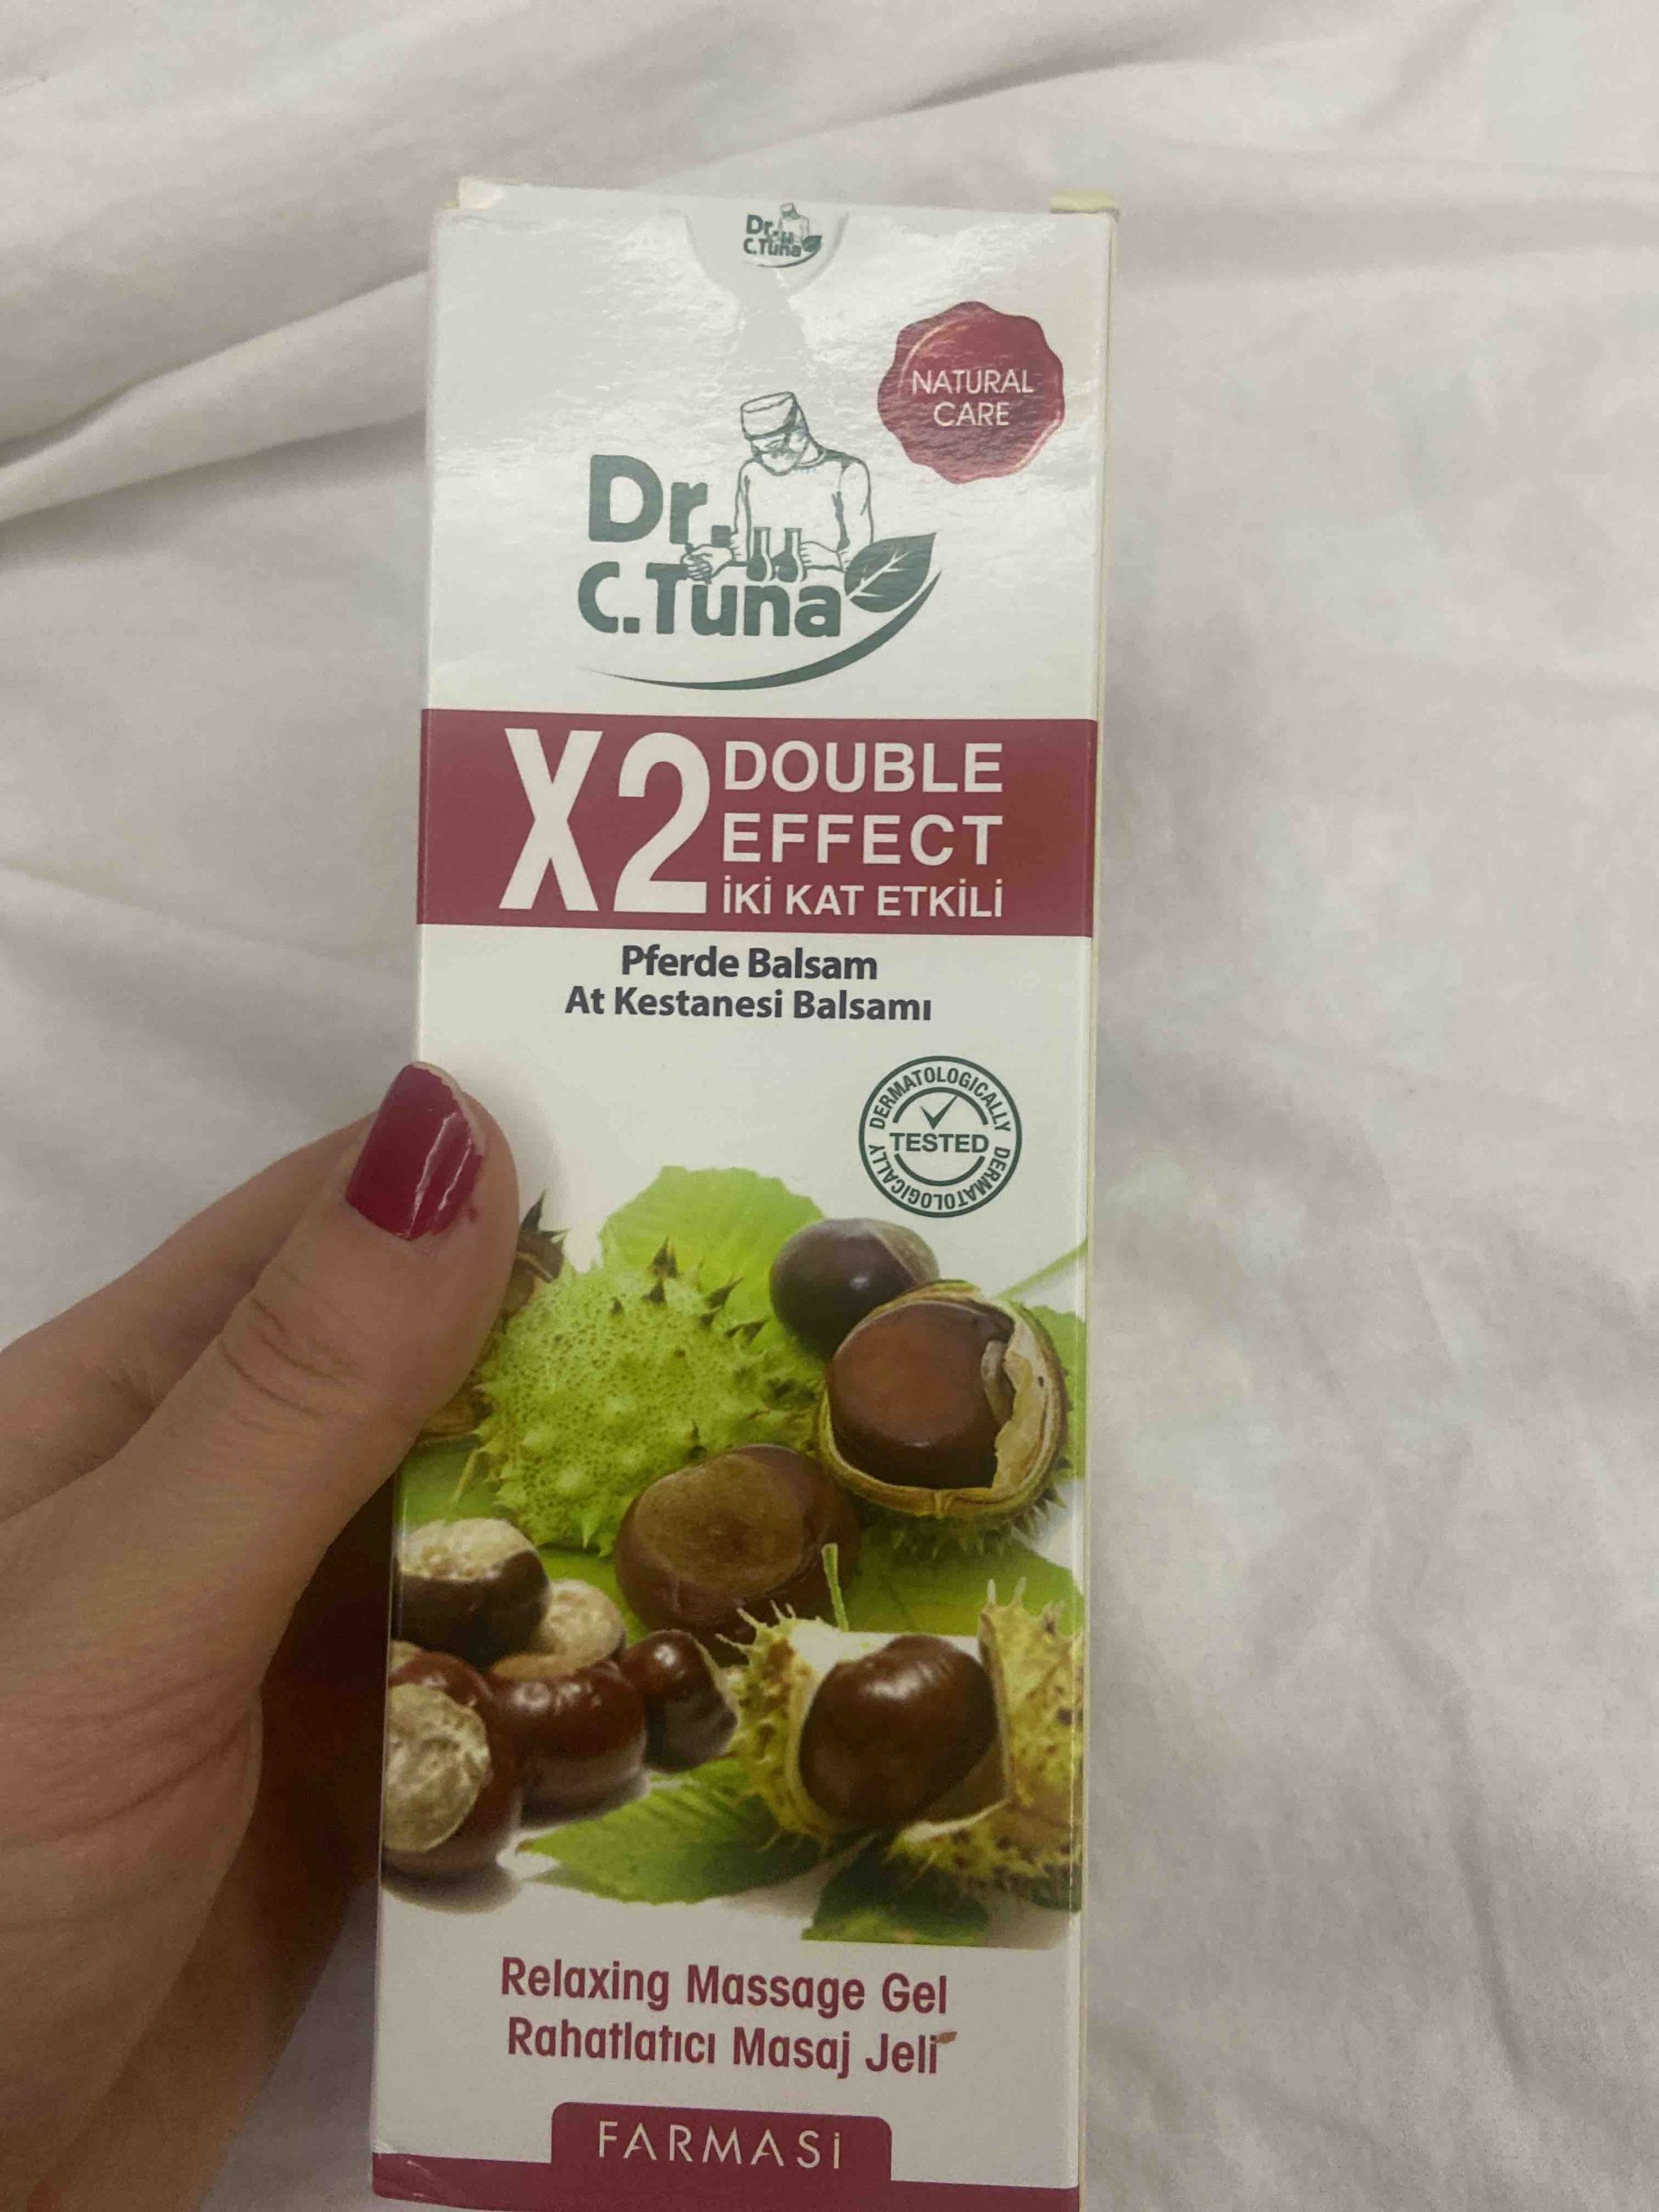 Dr.
C.Tuna
NATURAL
CARE
Dr.
C.Tuna
X2 DOUBLE
EFFECT
İKİ KAT ETKİLİ
Pferde Balsam
At Kestanesi Balsamı
DERMATOLOGICALLY
TESTED
DERMATOLOGICALLY
Relaxing Massage Gel
Rahatlatıcı Masaj Jeli
FARMASi